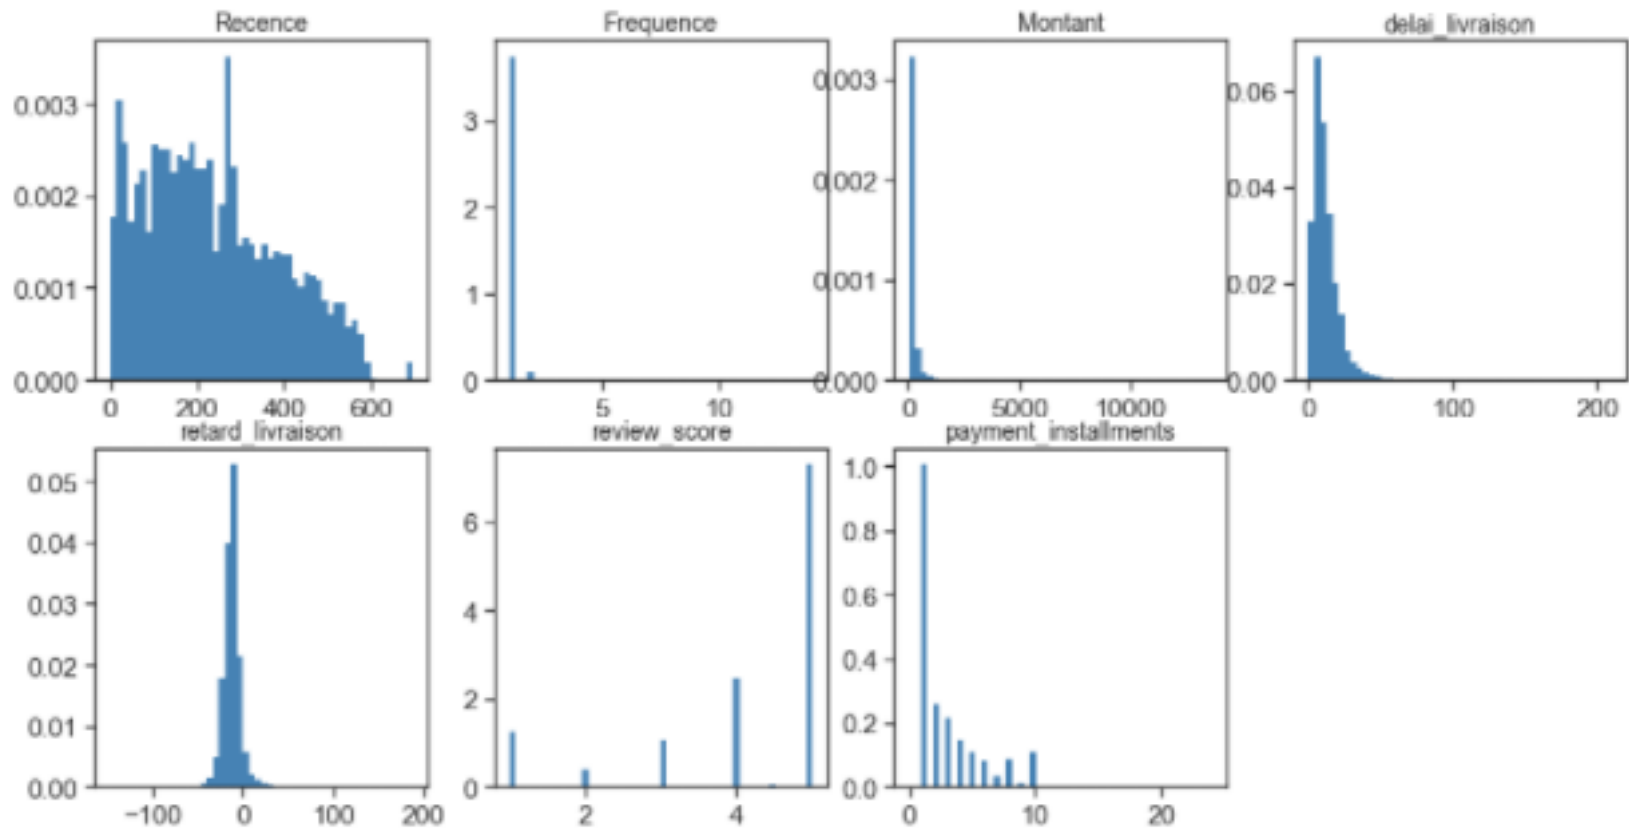 Recence
0.003
0.002
0.001
0.000
0 200 400 600
Frequence
3
2
1
0
5 10
Montant
0.003
0.002
0.001
0.000
0 5000 10000
delai_livraison
0.06
0.04
0.02
0.00
0 100 200
retard_livraison
0.05
0.04
0.03
0.02
0.01
0.00
−100 0 100 200
review_score
6
4
2
0
2 4
payment_installments
1.0
0.8
0.6
0.4
0.2
0.0
0 10 20